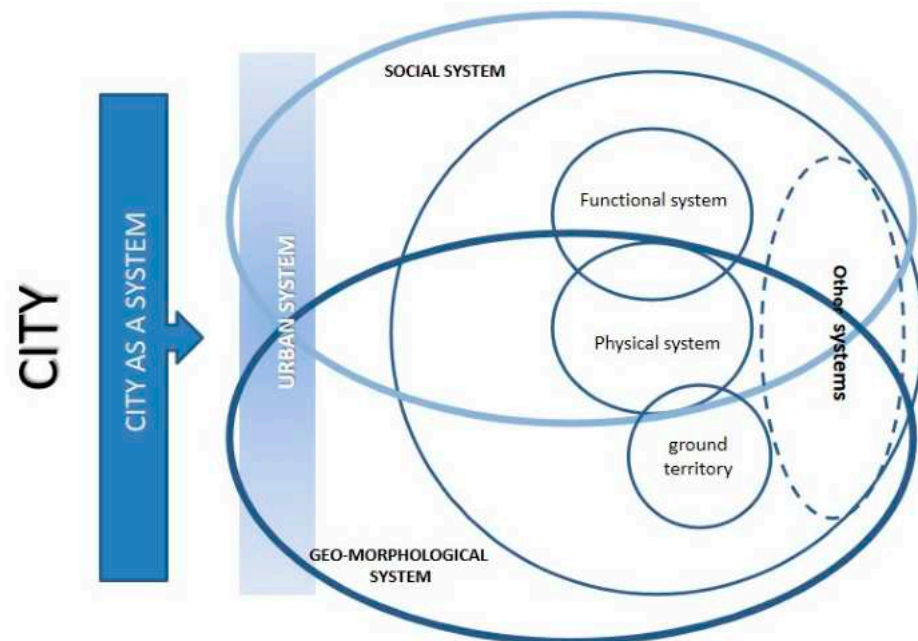 CITY
CITY AS A SYSTEM
URBAN SYSTEM
SOCIAL SYSTEM
Functional system
Physical system
ground
territory
Other systems
GEO-MORPHOLOGICAL
SYSTEM